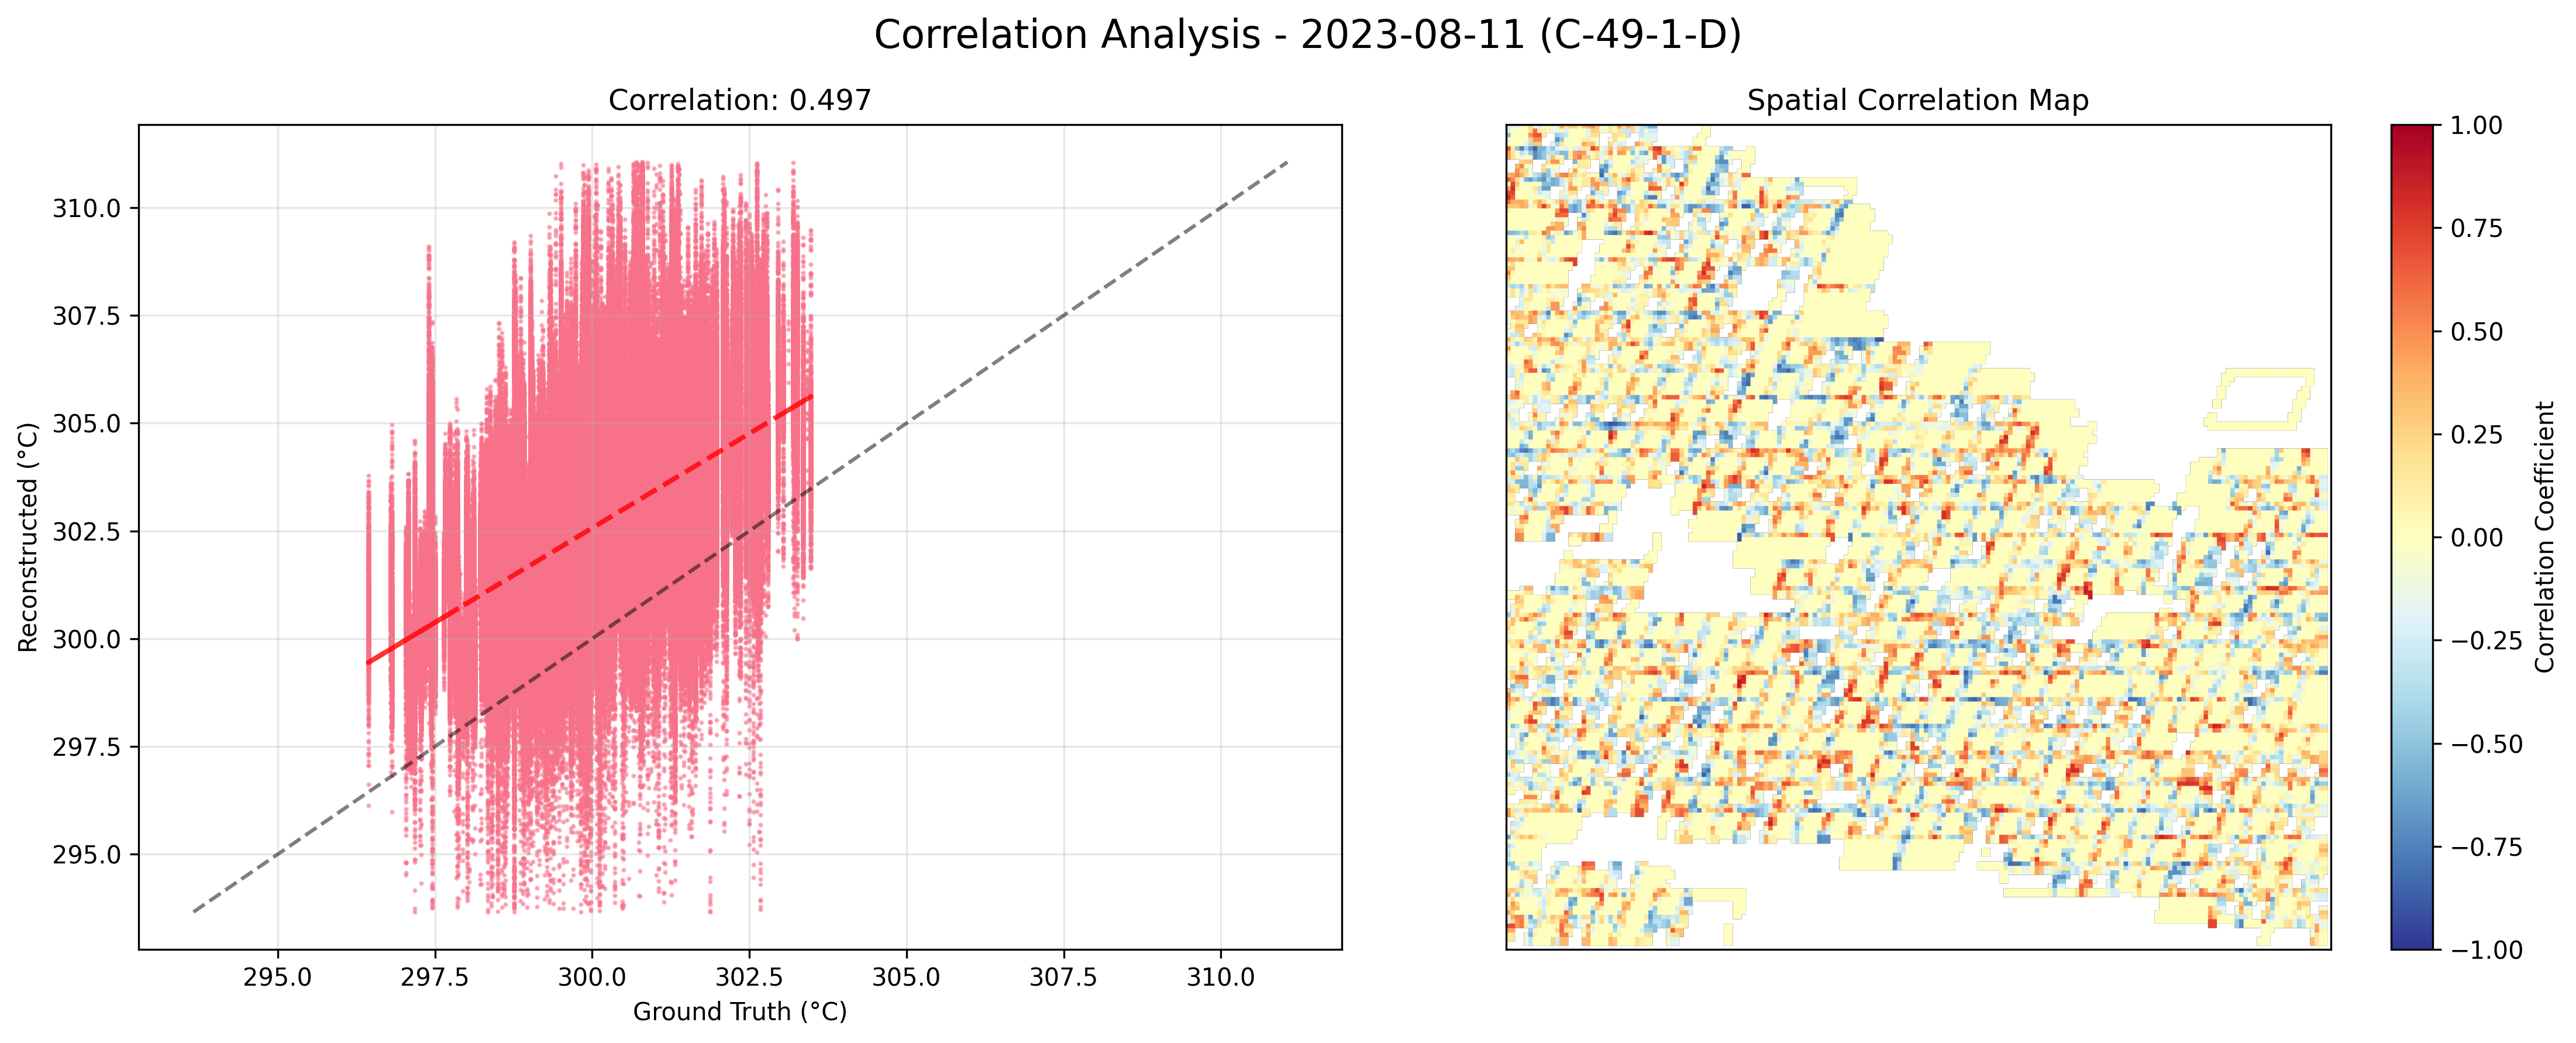 Correlation Analysis - 2023-08-11 (C-49-1-D)
Correlation: 0.497
Reconstructed (°C)
310.0
307.5
305.0
302.5
300.0
297.5
295.0
295.0 297.5 300.0 302.5 305.0 307.5 310.0
Ground Truth (°C)
Spatial Correlation Map
1.00
0.75
0.50
0.25
0.00
−0.25
−0.50
−0.75
−1.00
Correlation Coefficient